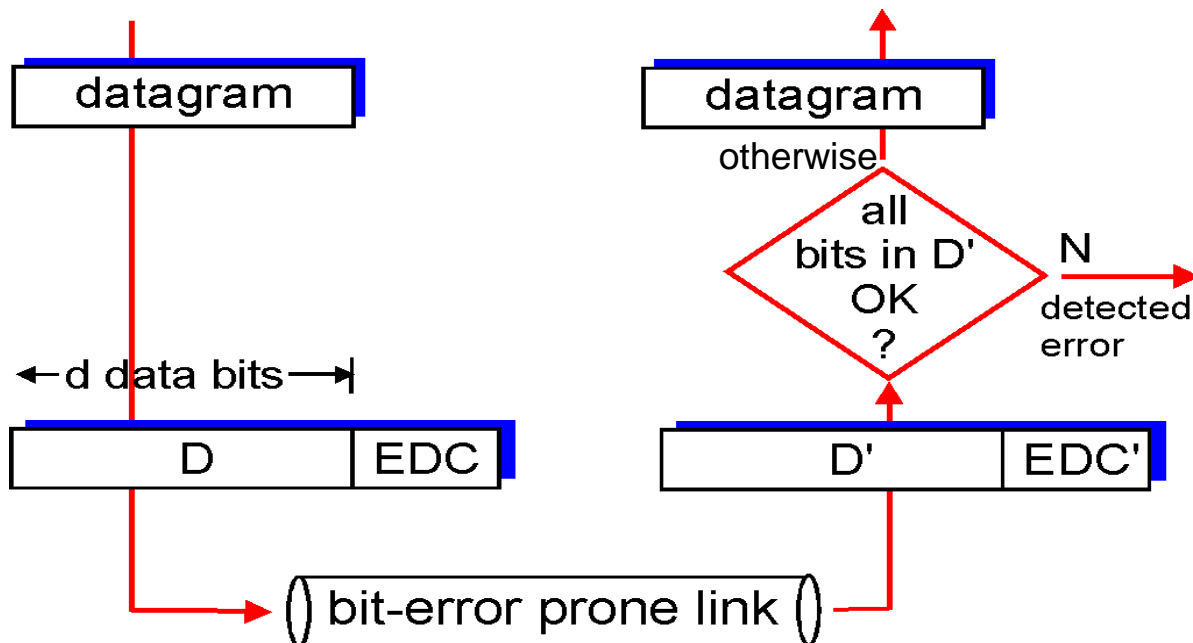 datagram
d data bits
D
EDC
bit-error prone link
D'
EDC'
all
bits in D'
OK
?
N
detected
error
otherwise
datagram